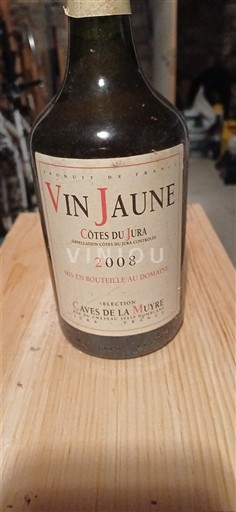 PRODUIT DE FRANCE
VIN JAUNE
CÔTES DU JURA
APPELLATION CÔTES DU JURA CONTRÔLÉE
2008
VINIOU
MIS EN BOUTEILLE AU DOMAINE
SÉLECTION
CAVES DE LA MUYRE